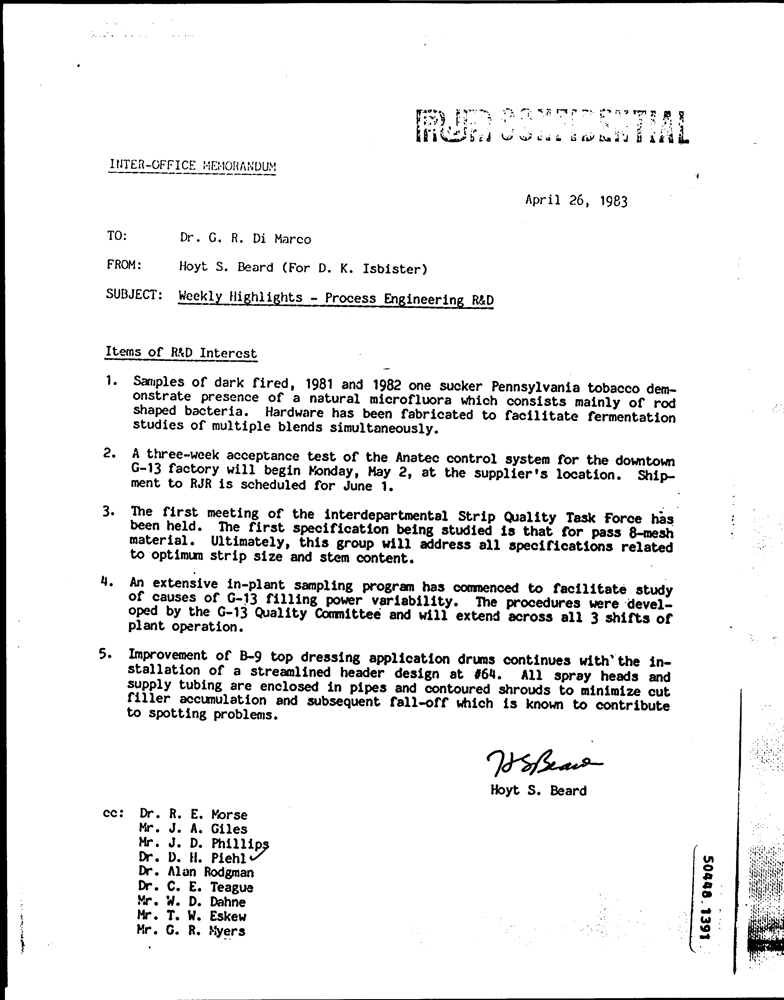 RJR CONFIDENTIAL
INTER-OFFICE MEMORANDUM
April 26, 1983
TO: Dr. G. R. Di Marco
FROM: Hoyt S. Beard (For D. K. Isbister)
SUBJECT: Weekly Highlights - Process Engineering R&D
Items of R&D Interest
1. Samples of dark fired, 1981 and 1982 one sucker Pennsylvania tobacco dem-
onstrate presence of a natural microfluora which consists mainly of rod
shaped bacteria. Hardware has been fabricated to facilitate fermentation
studies of multiple blends simultaneously.
2. A three-week acceptance test of the Anatec control system for the downtown
G-13 factory will begin Monday, May 2, at the supplier's location. Ship-
ment to RJR is scheduled for June 1.
3. The first meeting of the interdepartmental Strip Quality Task Force has
been held. The first specification being studied is that for pass 8-mesh
material. Ultimately, this group will address all specifications related
to optimum strip size and stem content.
4. An extensive in-plant sampling program has commenced to facilitate study
of causes of G-13 filling power variability. The procedures were devel-
oped by the G-13 Quality Committee and will extend across all 3 shifts of
plant operation.
5. Improvement of B-9 top dressing application drums continues with the in-
stallation of a streamlined header design at #64. All spray heads and
supply tubing are enclosed in pipes and contoured shrouds to minimize cut
filler accumulation and subsequent fall-off which is known to contribute
to spotting problems.
HSBeard
Hoyt S. Beard
cc: Dr. R. E. Morse
Mr. J. A. Giles
Mr. J. D. Phillips
Dr. D. H. Piehl
Dr. Alan Rodgman
Dr. C. E. Teague
Mr. W. D. Dahne
Mr. T. W. Eskew
Mr. G. R. Myers
50448 1391